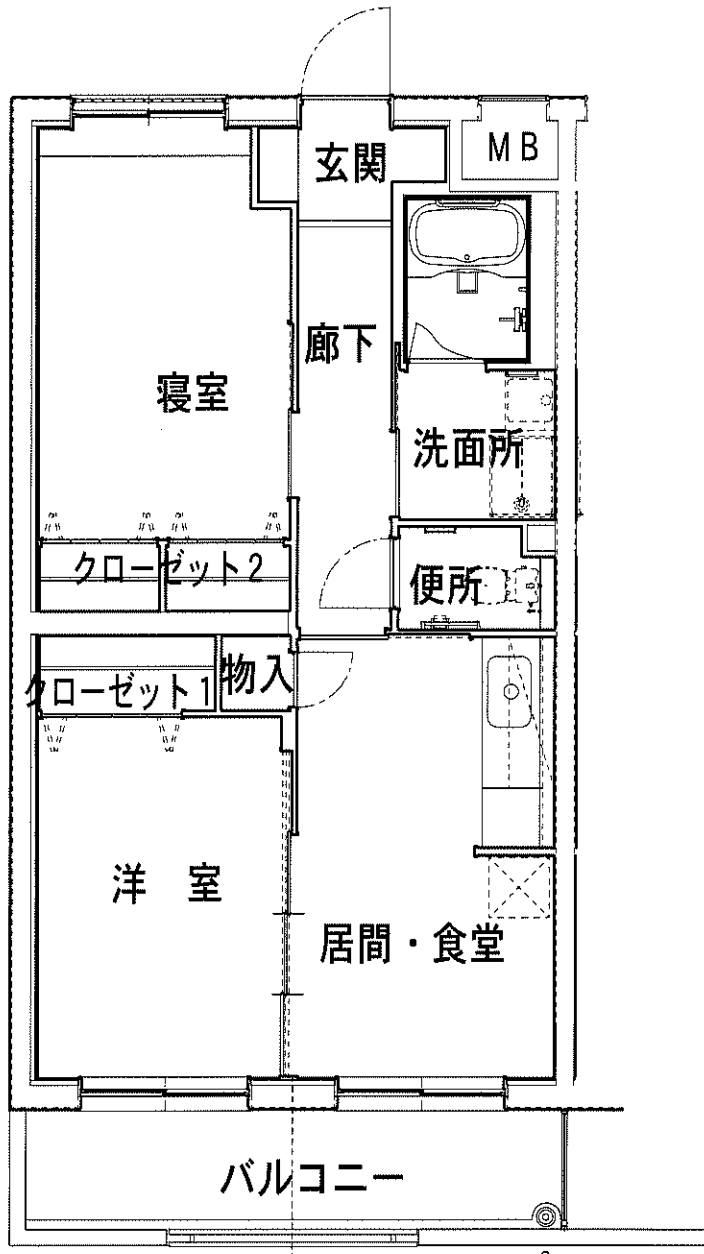 玄関
MB
廊下
寝室
洗面所
クローゼット2
便所
クローゼット1
物入
洋室
居間・食堂
バルコニー